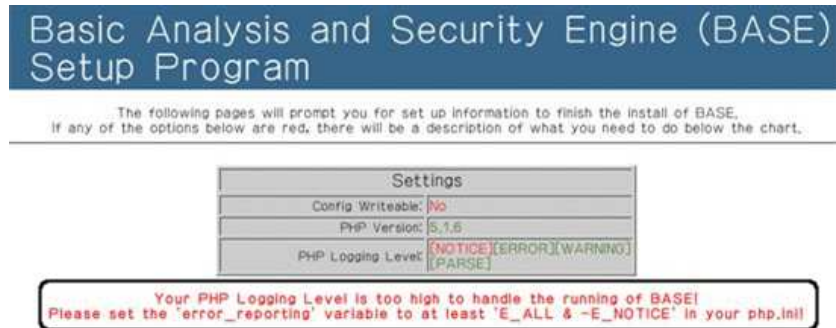 Basic Analysis and Security Engine (BASE)
Setup Program
The following pages will prompt you for set up information to finish the install of BASE.
If any of the options below are red, there will be a description of what you need to do below the chart.
Settings
Config Writeable: No
PHP Version: 5.1.6
PHP Logging Level: [NOTICE][ERROR][WARNING]
[PARSE]
Your PHP Logging Level is too high to handle the running of BASE!
Please set the 'error_reporting' variable to at least 'E_ALL & ~E_NOTICE' in your php.ini!